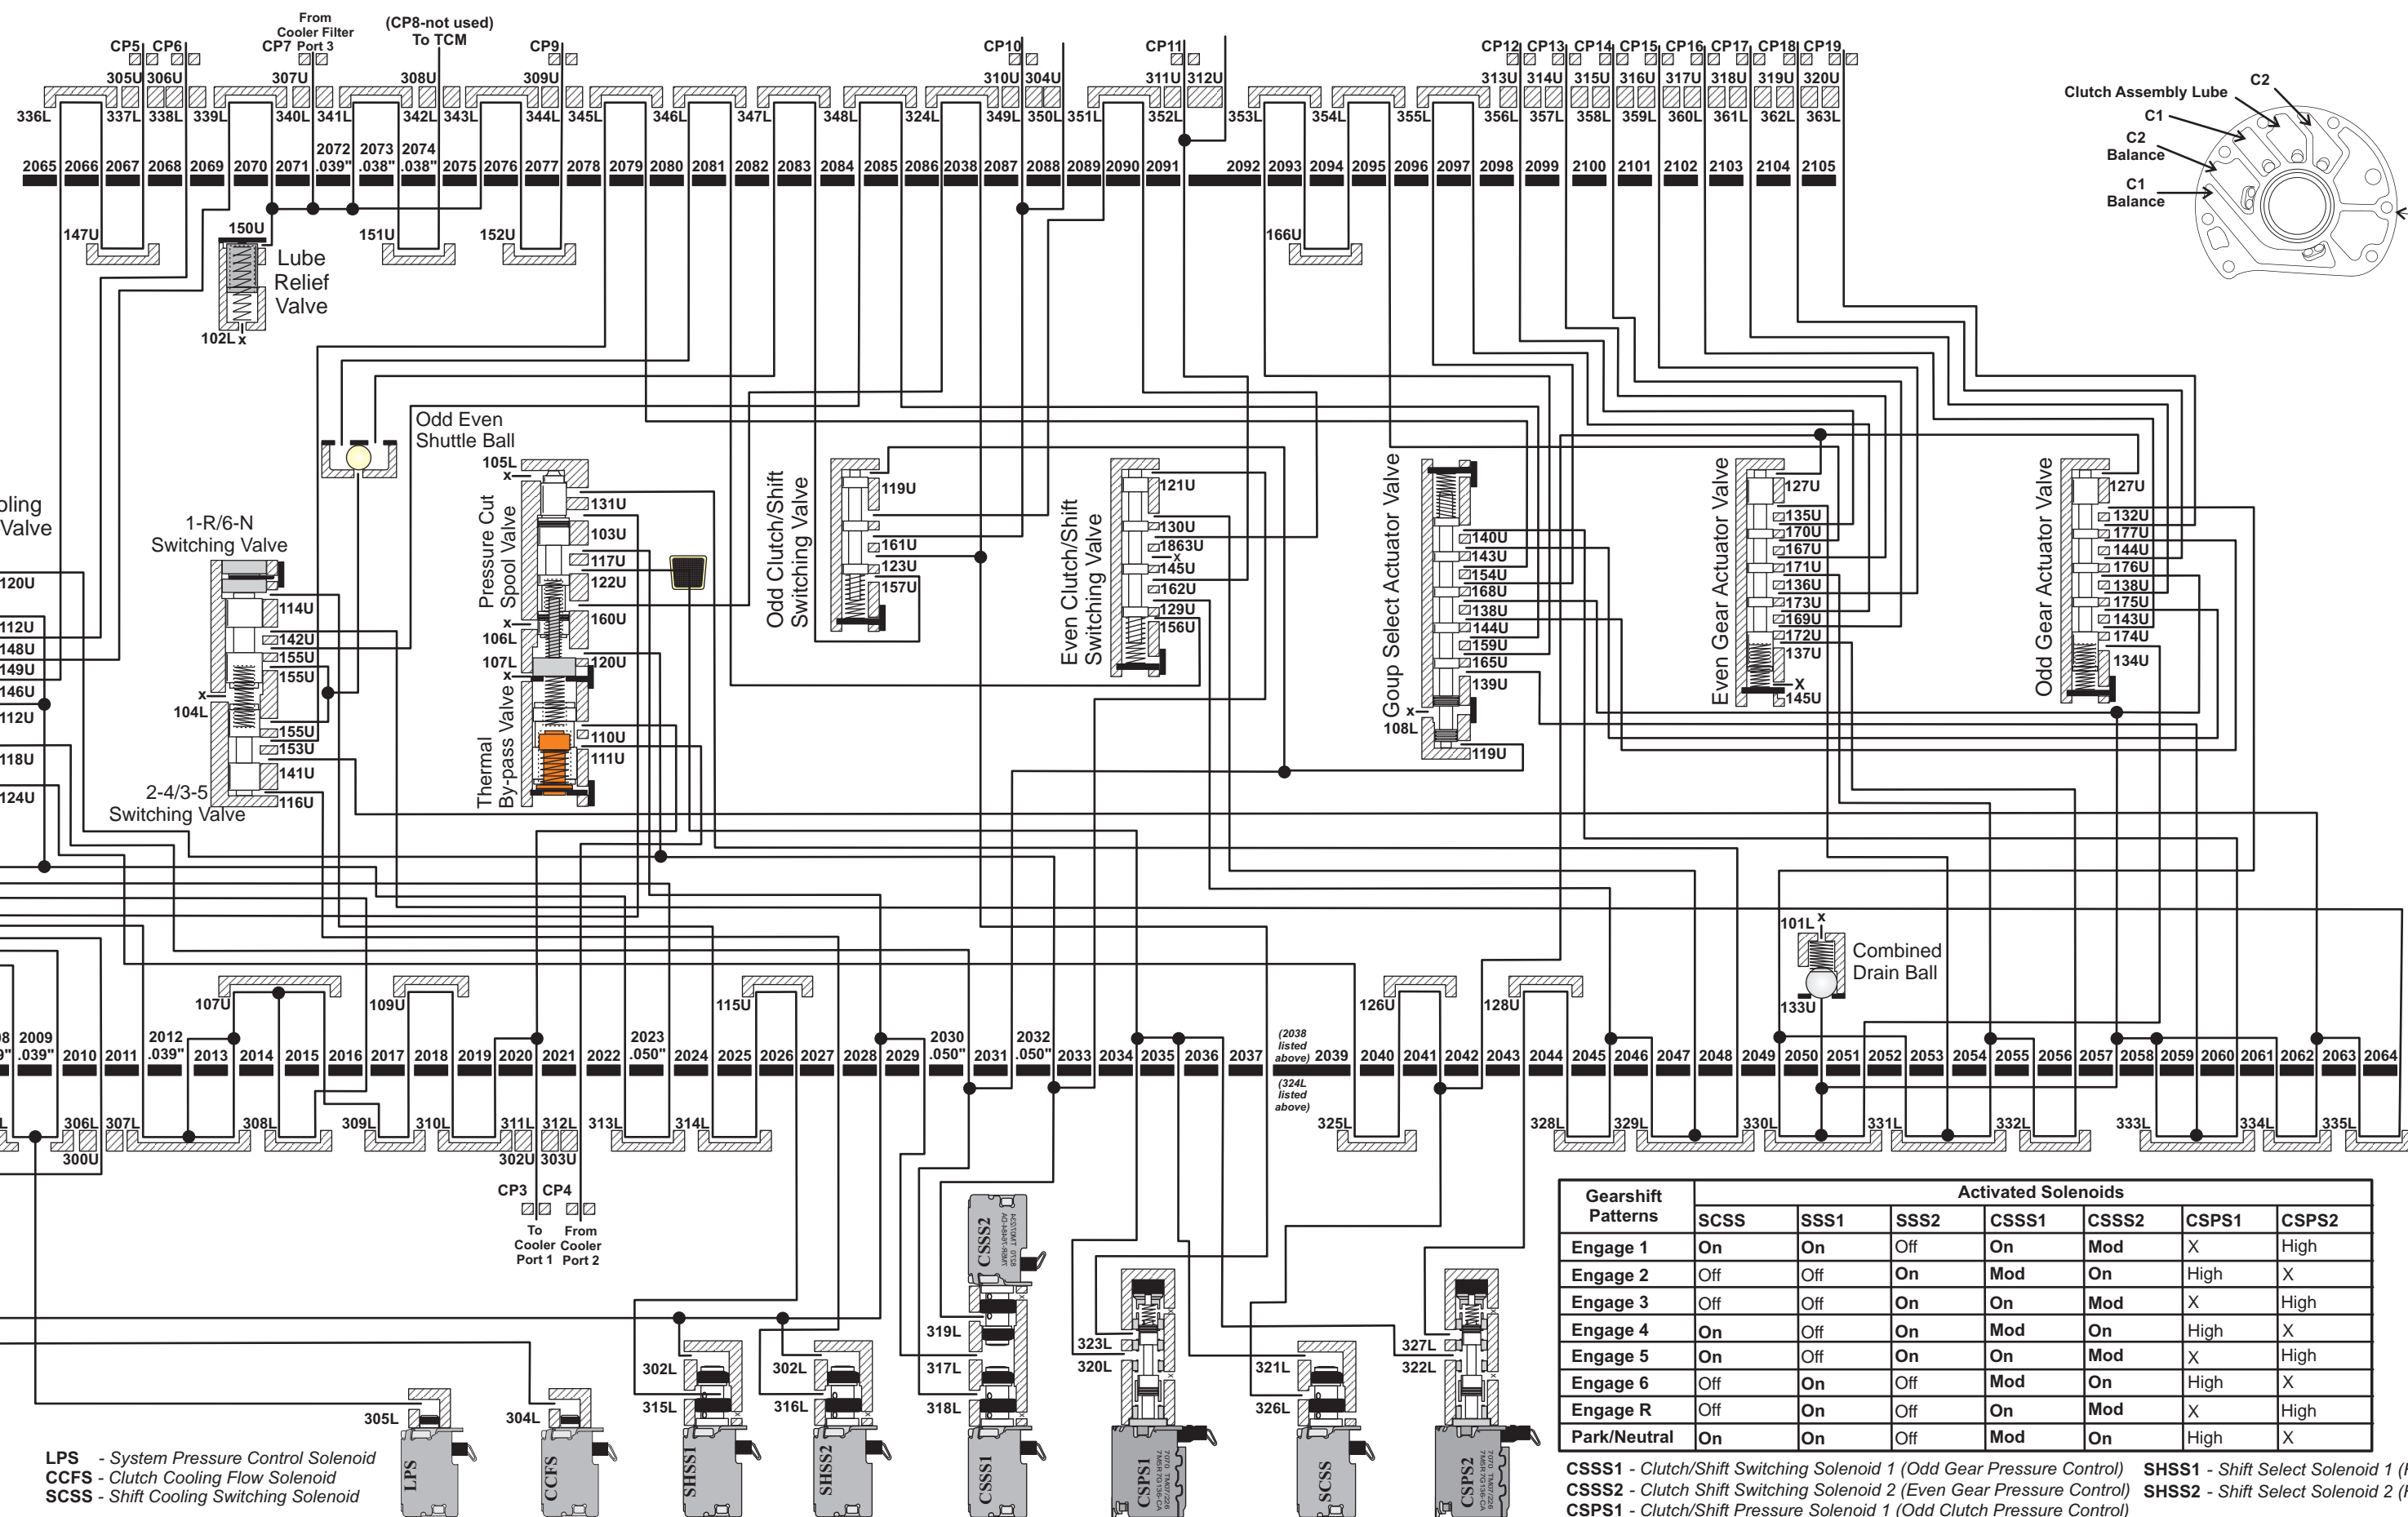 From
Cooler Filter
Port 3
(CP8-not used)
To TCM
CP5 CP6 CP7 CP9 CP10 CP11 CP12 CP13 CP14 CP15 CP16 CP17 CP18 CP19
305U 306U 307U 308U 309U 310U 304U 311U 312U 313U 314U 315U 316U 317U 318U 319U 320U
336L 337L 338L 339L 340L 341L 342L 343L 344L 345L 346L 347L 348L 324L 349L 350L 351L 352L 353L 354L 355L 356L 357L 358L 359L 360L 361L 362L 363L
2072 2073 2074
2065 2066 2067 2068 2069 2070 2071 .039" .038" .038" 2075 2076 2077 2078 2079 2080 2081 2082 2083 2084 2085 2086 2038 2087 2088 2089 2090 2091 2092 2093 2094 2095 2096 2097 2098 2099 2100 2101 2102 2103 2104 2105
C2
Clutch Assembly Lube
C1
C2
Balance
C1
Balance
147U 150U 151U 152U 166U
Lube
Relief
Valve
102L x
Odd Even
Shuttle Ball
oling
Valve
1-R/6-N
Switching Valve
114U
142U
155U
155U
x
104L
155U
153U
141U
116U
2-4/3-5
Switching Valve
120U
112U
148U
149U
146U
112U
118U
124U
Pressure Cut
Spool Valve
105L
x
131U
103U
117U
122U
160U
x
106L
107L
x
120U
110U
111U
Thermal
By-pass Valve
Odd Clutch/Shift
Switching Valve
119U
161U
123U
157U
Even Clutch/Shift
Switching Valve
121U
130U
1863U
x
145U
162U
129U
156U
Goup Select Actuator Valve
140U
143U
154U
168U
138U
144U
159U
165U
139U
x
108L
119U
Even Gear Actuator Valve
127U
135U
170U
167U
171U
136U
173U
169U
172U
137U
X
145U
Odd Gear Actuator Valve
127U
132U
177U
144U
176U
138U
175U
143U
174U
134U
101L x
Combined
Drain Ball
133U
107U 109U 115U 126U 128U
2009 2012 2023 2030 2032
.039" 2010 2011 .039" 2013 2014 2015 2016 2017 2018 2019 2020 2021 2022 .050" 2024 2025 2026 2027 2028 2029 .050" 2031 .050" 2033 2034 2035 2036 2037
(2038
listed
above)
2039 2040 2041 2042 2043 2044 2045 2046 2047 2048 2049 2050 2051 2052 2053 2054 2055 2056 2057 2058 2059 2060 2061 2062 2063 2064
(324L
listed
above)
306L 307L 308L 309L 310L 311L 312L 313L 314L 325L 328L 329L 330L 331L 332L 333L 334L 335L
300U 302U 303U
CP3 CP4
To
Cooler
Port 1
From
Cooler
Port 2
305L
LPS
304L
CCFS
302L
315L
SHSS1
302L
316L
SHSS2
CSSS2
319L
317L
318L
CSSS1
323L
320L
CSPS1
7M5R 7G136-CA
321L
326L
SCSS
327L
322L
CSPS2
7M5R 7G136-CA
Gearshift
Patterns
Activated Solenoids
SCSS SSS1 SSS2 CSSS1 CSSS2 CSPS1 CSPS2
Engage 1 On On Off On Mod X High
Engage 2 Off Off On Mod On High X
Engage 3 Off Off On On Mod X High
Engage 4 On Off On Mod On High X
Engage 5 On Off On On Mod X High
Engage 6 Off On Off Mod On High X
Engage R Off On Off On Mod X High
Park/Neutral On On Off Mod On High X
LPS - System Pressure Control Solenoid
CCFS - Clutch Cooling Flow Solenoid
SCSS - Shift Cooling Switching Solenoid
CSSS1 - Clutch/Shift Switching Solenoid 1 (Odd Gear Pressure Control)
CSSS2 - Clutch Shift Switching Solenoid 2 (Even Gear Pressure Control)
CSPS1 - Clutch/Shift Pressure Solenoid 1 (Odd Clutch Pressure Control)
SHSS1 - Shift Select Solenoid 1 (
SHSS2 - Shift Select Solenoid 2 (